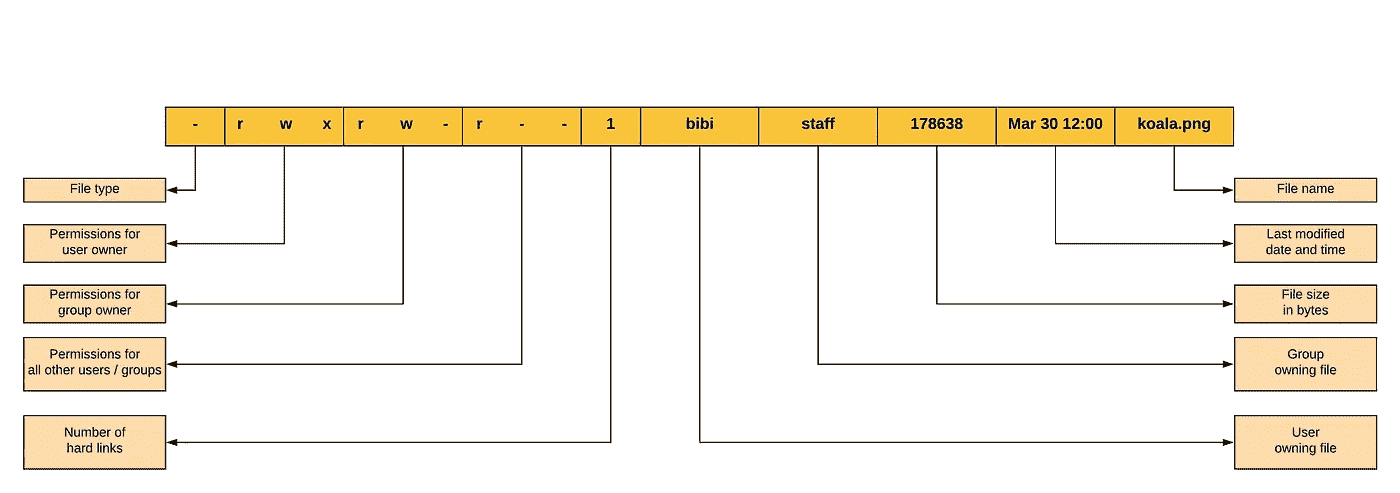 - r w x r w - r - - 1 bibi staff 178638 Mar 30 12:00 koala.png
File type
File name
Permissions for
user owner
Last modified
date and time
Permissions for
group owner
File size
in bytes
Permissions for
all other users / groups
Group
owning file
Number of
hard links
User
owning file